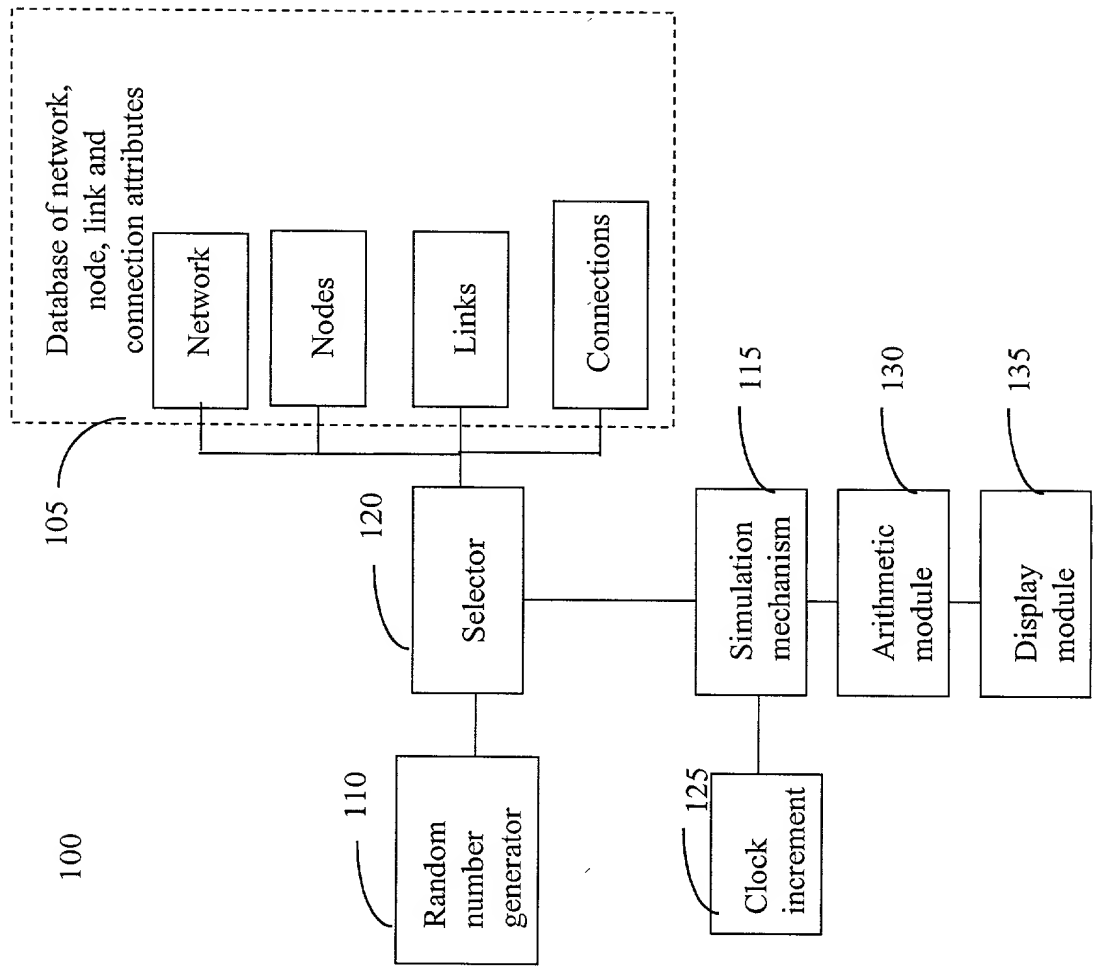 100
105
Database of network,
node, link and
connection attributes
Network
Nodes
Links
Connections
110
Random
number
generator
120
Selector
125
Clock
increment
115
Simulation
mechanism
130
Arithmetic
module
135
Display
module